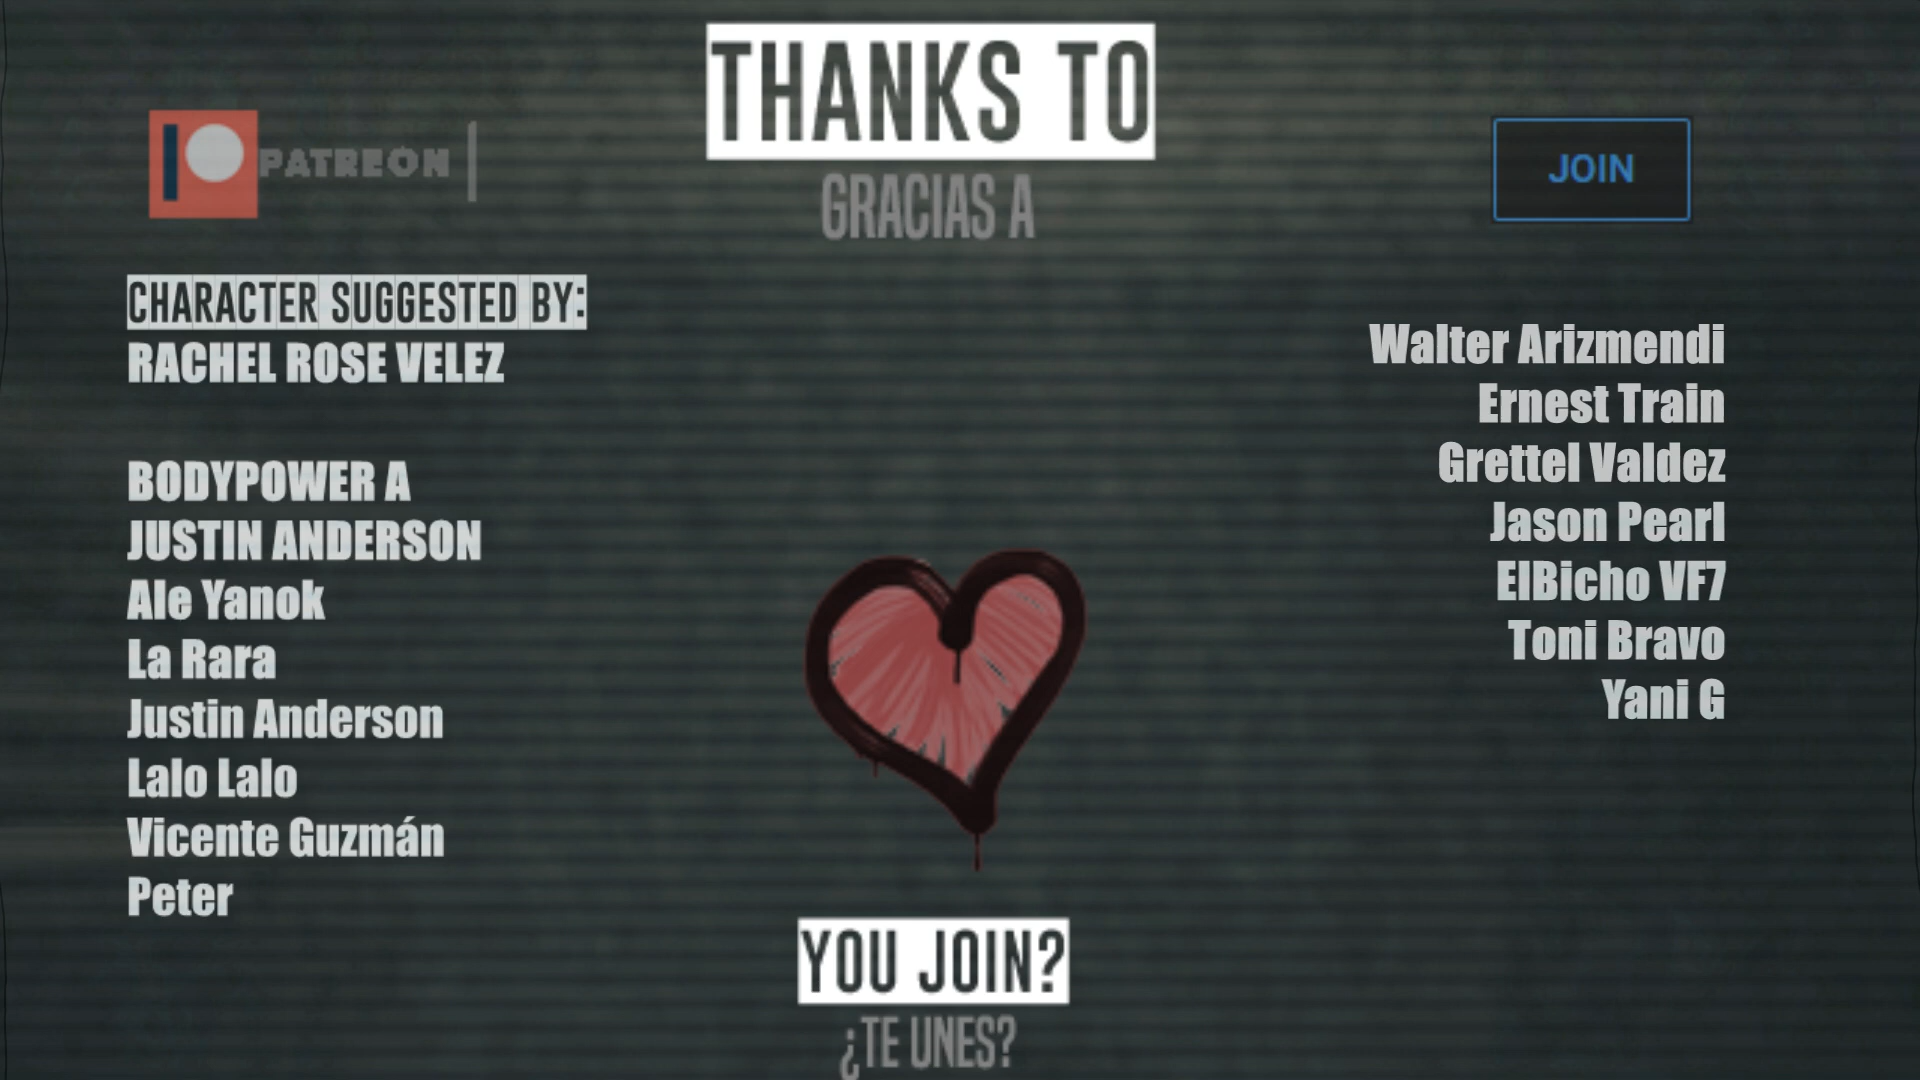 THANKS TO
GRACIAS A
PATREON
JOIN
CHARACTER SUGGESTED BY:
RACHEL ROSE VELEZ
BODYPOWER A
JUSTIN ANDERSON
Ale Yanok
La Rara
Justin Anderson
Lalo Lalo
Vicente Guzmán
Peter
Walter Arizmendi
Ernest Train
Grettel Valdez
Jason Pearl
ElBicho VF7
Toni Bravo
Yani G
YOU JOIN?
¿TE UNES?